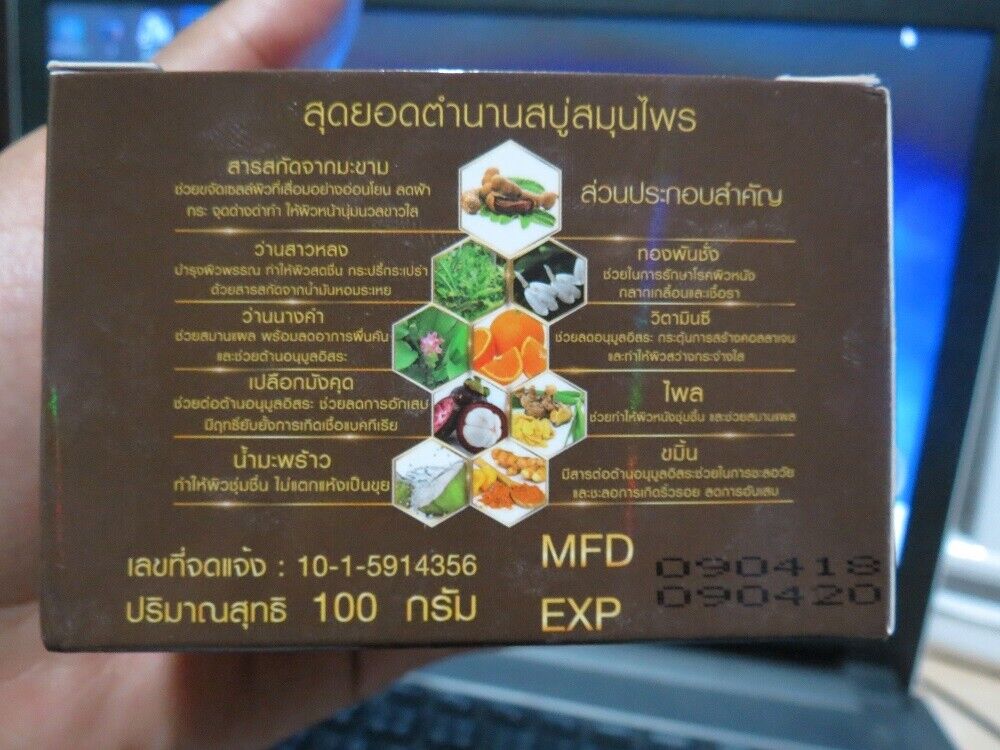 สุดยอดตำนานสบู่สมุนไพร
สารสกัดจากมะขาม
ช่วยขจัดเซลล์ผิวที่เสื่อมอย่างอ่อนโยน ลดฝ้า
กระ จุดด่างดำทำ ให้ผิวหน้านุ่มนวลขาวใส
ส่วนประกอบสำคัญ
ว่านสาวหลง
บำรุงผิวพรรณ ทำให้ผิวสดชื่น กระปรี้กระเปร่า
ด้วยสารสกัดจากน้ำมันหอมระเหย
ทองพันชั่ง
ช่วยในการรักษาโรคผิวหนัง
กลากเกลื้อนและเชื้อรา
ว่านนางคำ
ช่วยสมานแผล พร้อมลดอาการผื่นคัน
และช่วยต้านอนุมูลอิสระ
วิตามินซี
ช่วยลดอนุมูลอิสระ กระตุ้นการสร้างคอลลาเจน
และทำให้ผิวสว่างกระจ่างใส
เปลือกมังคุด
ช่วยต่อต้านอนุมูลอิสระ ช่วยลดการอักเสบ
มีฤทธิ์ยับยั้งการเกิดเชื้อแบคทีเรีย
ไพล
ช่วยทำให้ผิวหนังชุ่มชื่น และช่วยสมานแผล
น้ำมะพร้าว
ทำให้ผิวชุ่มชื่น ไม่แตกแห้งเป็นขุย
ขมิ้น
มีสารต่อต้านอนุมูลอิสระช่วยในการชะลอวัย
และชะลอการเกิดริ้วรอย ลดการอักเสบ
เลขที่จดแจ้ง : 10-1-5914356
ปริมาณสุทธิ 100 กรัม
MFD 090418
EXP 090420